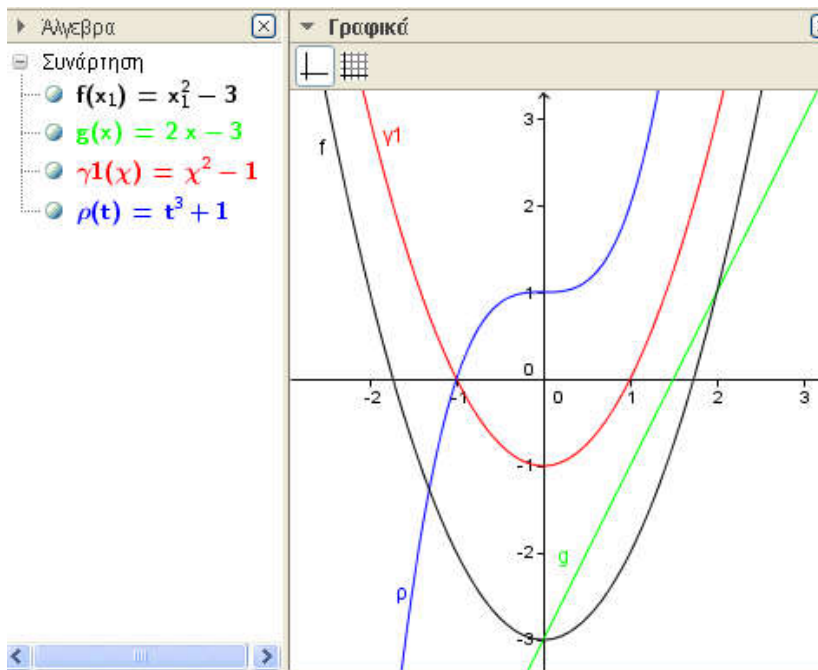 Άλγεβρα
Συνάρτηση
f(x₁) = x₁² − 3
g(x) = 2 x − 3
γ1(χ) = χ² − 1
ρ(t) = t³ + 1
Γραφικά
f
γ1
3
2
1
0
-2
-1
0
1
2
3
-1
-2
g
ρ
-3